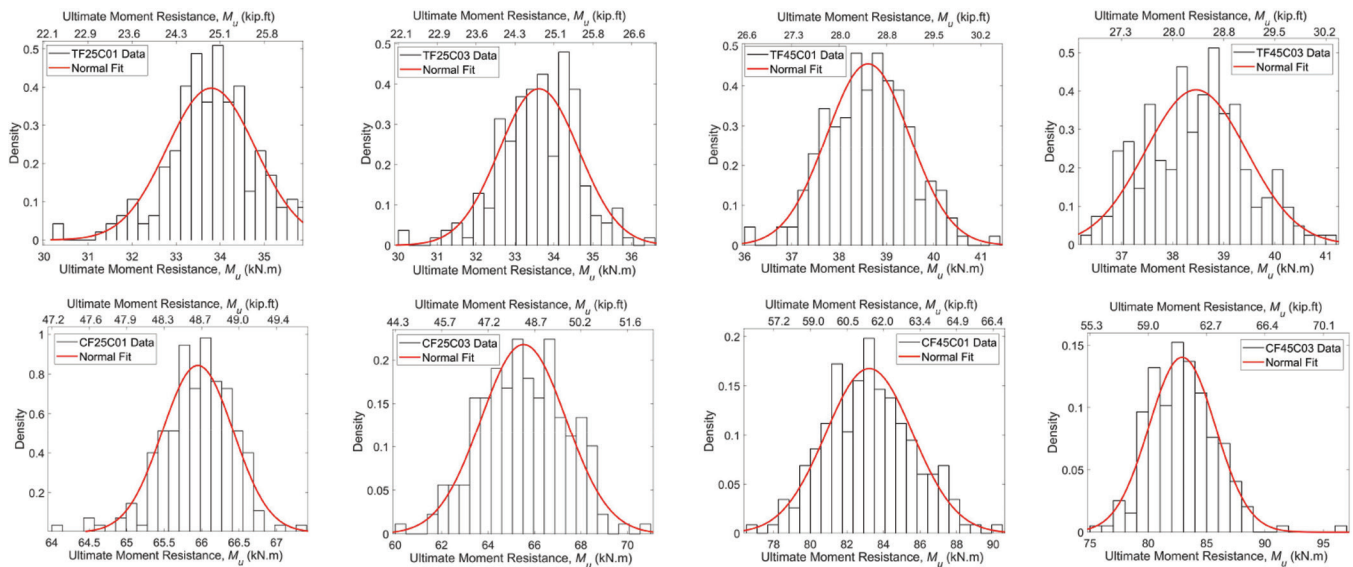 Ultimate Moment Resistance, Mu (kip.ft)
22.1 22.9 23.6 24.3 25.1 25.8
0.5
0.4
0.3
0.2
0.1
0
Density
TF25C01 Data
Normal Fit
30 31 32 33 34 35
Ultimate Moment Resistance, Mu (kN.m)
Ultimate Moment Resistance, Mu (kip.ft)
22.1 22.9 23.6 24.3 25.1 25.8 26.6
0.5
0.4
0.3
0.2
0.1
0
Density
TF25C03 Data
Normal Fit
30 31 32 33 34 35 36
Ultimate Moment Resistance, Mu (kN.m)
Ultimate Moment Resistance, Mu (kip.ft)
26.6 27.3 28.0 28.8 29.5 30.2
0.5
0.4
0.3
0.2
0.1
0
Density
TF45C01 Data
Normal Fit
36 37 38 39 40 41
Ultimate Moment Resistance, Mu (kN.m)
Ultimate Moment Resistance, Mu (kip.ft)
27.3 28.0 28.8 29.5 30.2
0.5
0.4
0.3
0.2
0.1
0
Density
TF45C03 Data
Normal Fit
37 38 39 40 41
Ultimate Moment Resistance, Mu (kN.m)
Ultimate Moment Resistance, Mu (kip.ft)
47.2 47.6 47.9 48.3 48.7 49.0 49.4
1
0.8
0.6
0.4
0.2
Density
CF25C01 Data
Normal Fit
64 64.5 65 65.5 66 66.5 67
Ultimate Moment Resistance, Mu (kN.m)
Ultimate Moment Resistance, Mu (kip.ft)
44.3 45.7 47.2 48.7 50.2 51.6
0.2
0.15
0.1
0.05
0
Density
CF25C03 Data
Normal Fit
60 62 64 66 68 70
Ultimate Moment Resistance, Mu (kN.m)
Ultimate Moment Resistance, Mu (kip.ft)
57.2 59.0 60.5 62.0 63.4 64.9 66.4
0.2
0.15
0.1
0.05
0
Density
CF45C01 Data
Normal Fit
78 80 82 84 86 88 90
Ultimate Moment Resistance, Mu (kN.m)
Ultimate Moment Resistance, Mu (kip.ft)
55.3 59.0 62.7 66.4 70.1
0.15
0.1
0.05
0
Density
CF45C03 Data
Normal Fit
75 80 85 90 95
Ultimate Moment Resistance, Mu (kN.m)